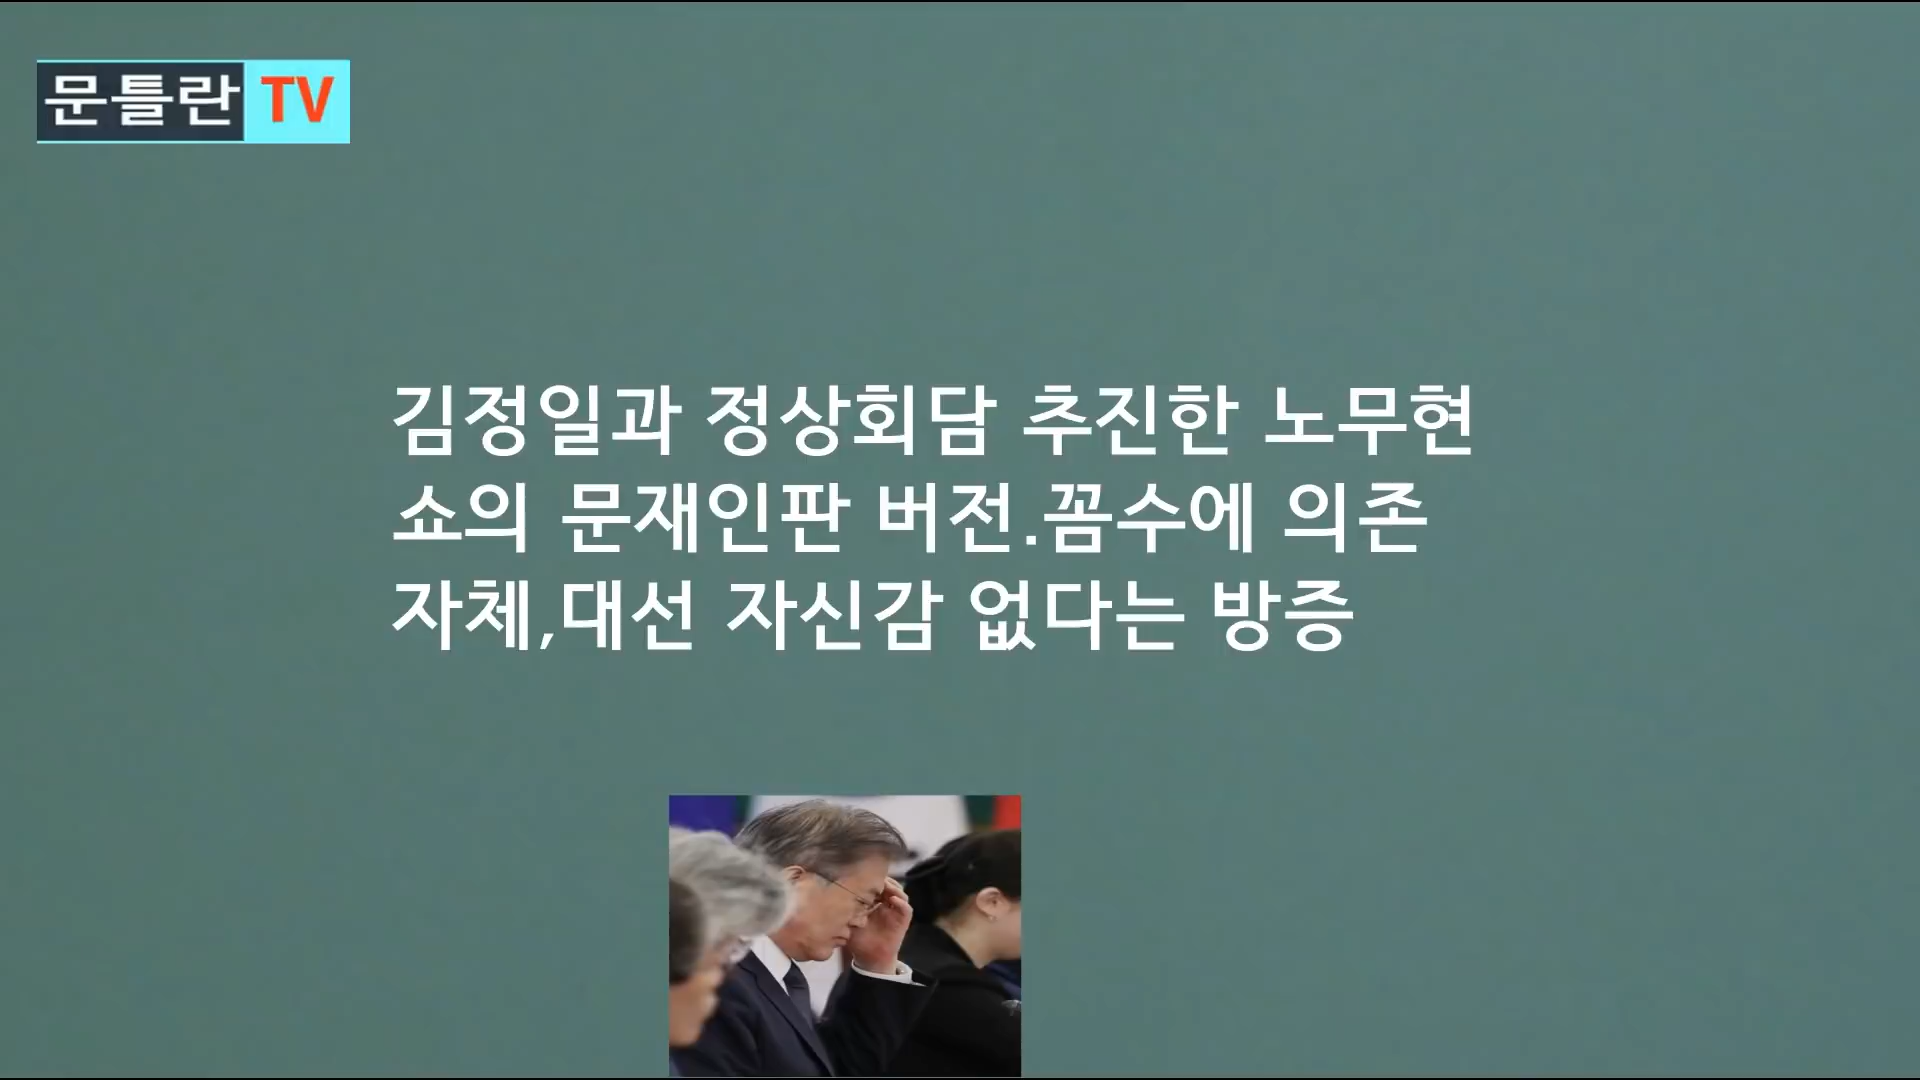 문틀란 TV
김정일과 정상회담 추진한 노무현
쇼의 문재인판 버전.꼼수에 의존
자체,대선 자신감 없다는 방증